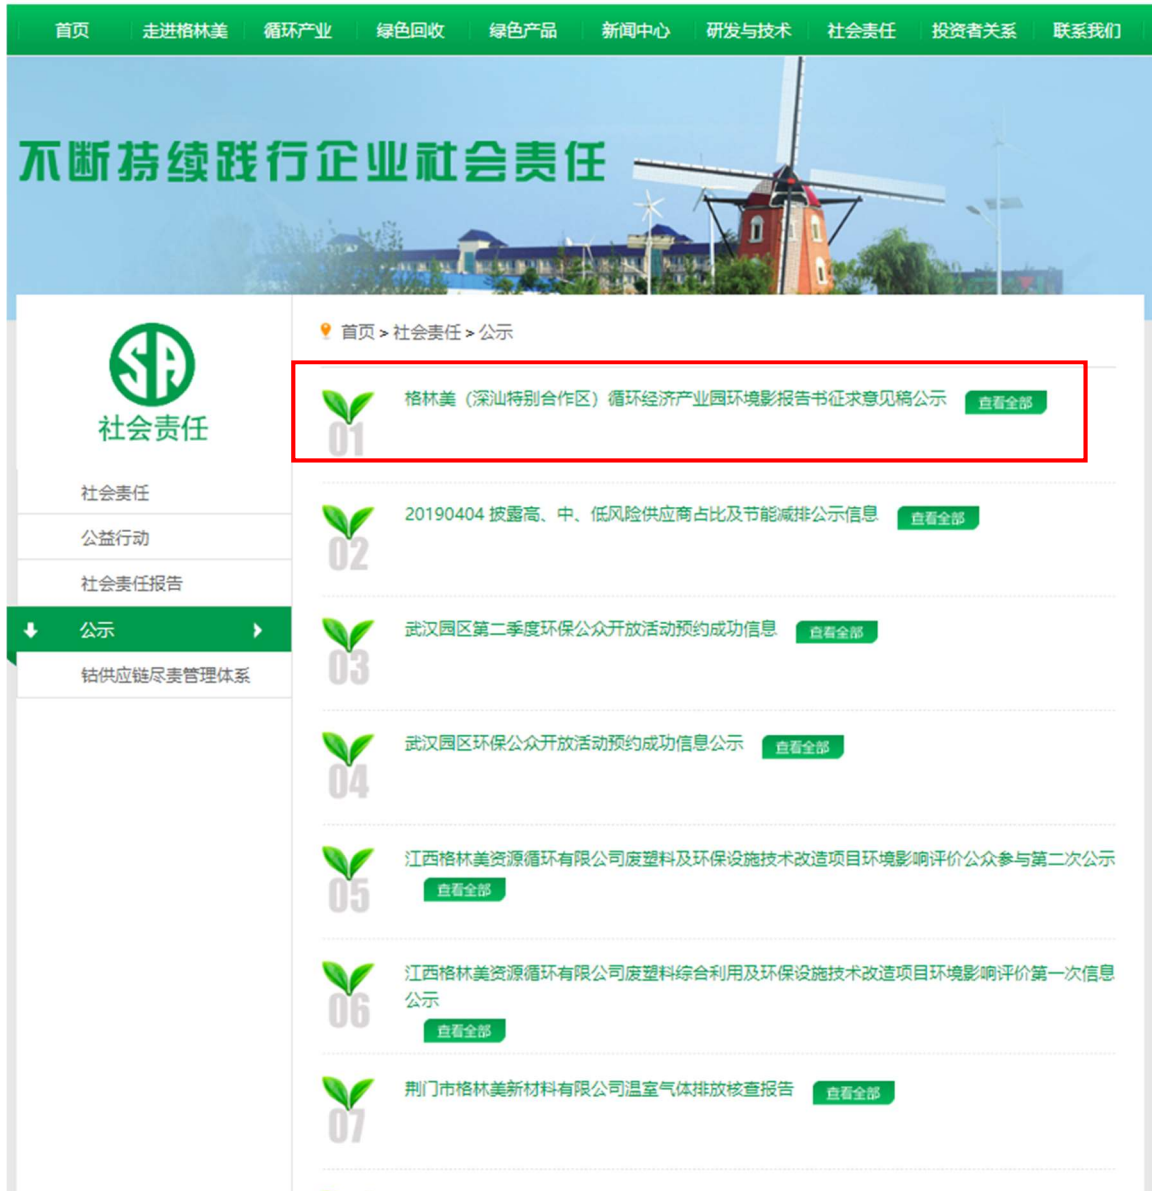 首页 走进格林美 循环产业 绿色回收 绿色产品 新闻中心 研发与技术 社会责任 投资者关系 联系我们
不断持续践行企业社会责任
社会责任
社会责任
公益行动
社会责任报告
公示
钴供应链尽责管理体系
首页 > 社会责任 > 公示
01 格林美（深汕特别合作区）循环经济产业园环境影报告书征求意见稿公示 查看全部
02 20190404 披露高、中、低风险供应商占比及节能减排公示信息 查看全部
03 武汉园区第二季度环保公众开放活动预约成功信息 查看全部
04 武汉园区环保公众开放活动预约成功信息公示 查看全部
05 江西格林美资源循环有限公司废塑料及环保设施技术改造项目环境影响评价公众参与第二次公示
查看全部
06 江西格林美资源循环有限公司废塑料综合利用及环保设施技术改造项目环境影响评价第一次信息
公示
查看全部
07 荆门市格林美新材料有限公司温室气体排放核查报告 查看全部